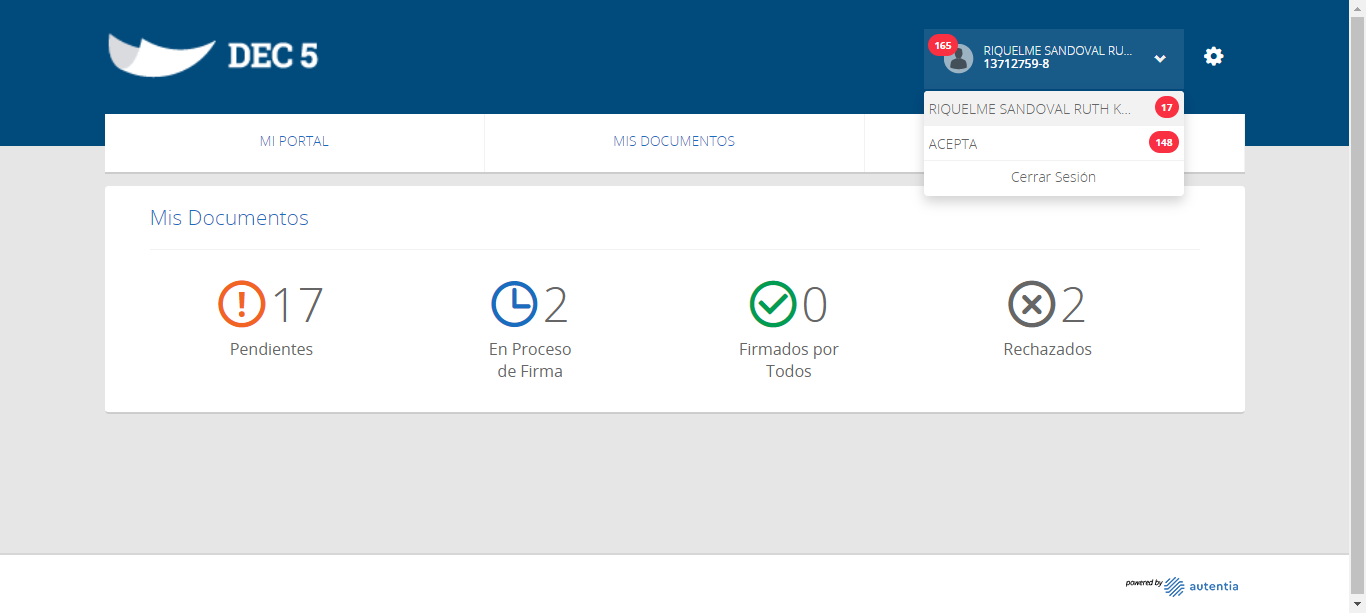 DEC 5
165
RIQUELME SANDOVAL RU...
13712759-8
RIQUELME SANDOVAL RUTH K...
17
ACEPTA
148
Cerrar Sesión
MI PORTAL
MIS DOCUMENTOS
Mis Documentos
17
Pendientes
2
En Proceso
de Firma
0
Firmados por
Todos
2
Rechazados
powered by
autentia